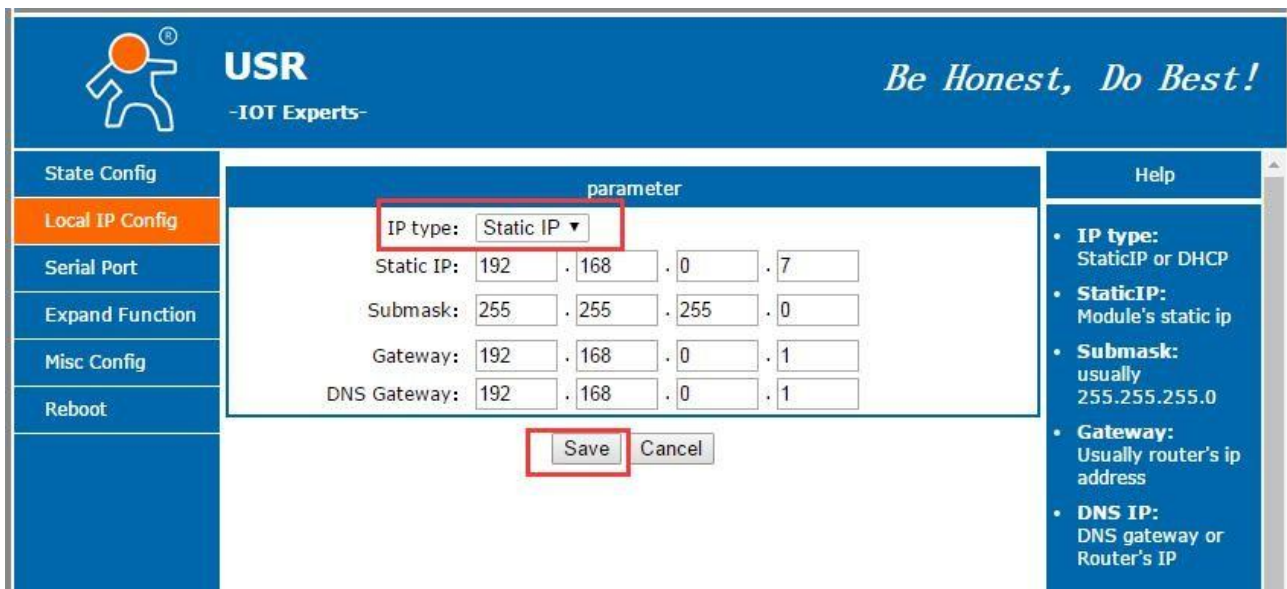 ®
USR
-IOT Experts-
Be Honest, Do Best!
State Config
Local IP Config
Serial Port
Expand Function
Misc Config
Reboot
parameter
IP type: Static IP ▼
Static IP: 192 . 168 . 0 . 7
Submask: 255 . 255 . 255 . 0
Gateway: 192 . 168 . 0 . 1
DNS Gateway: 192 . 168 . 0 . 1
Save Cancel
Help
• IP type:
StaticIP or DHCP
• StaticIP:
Module's static ip
• Submask:
usually
255.255.255.0
• Gateway:
Usually router's ip
address
• DNS IP:
DNS gateway or
Router's IP